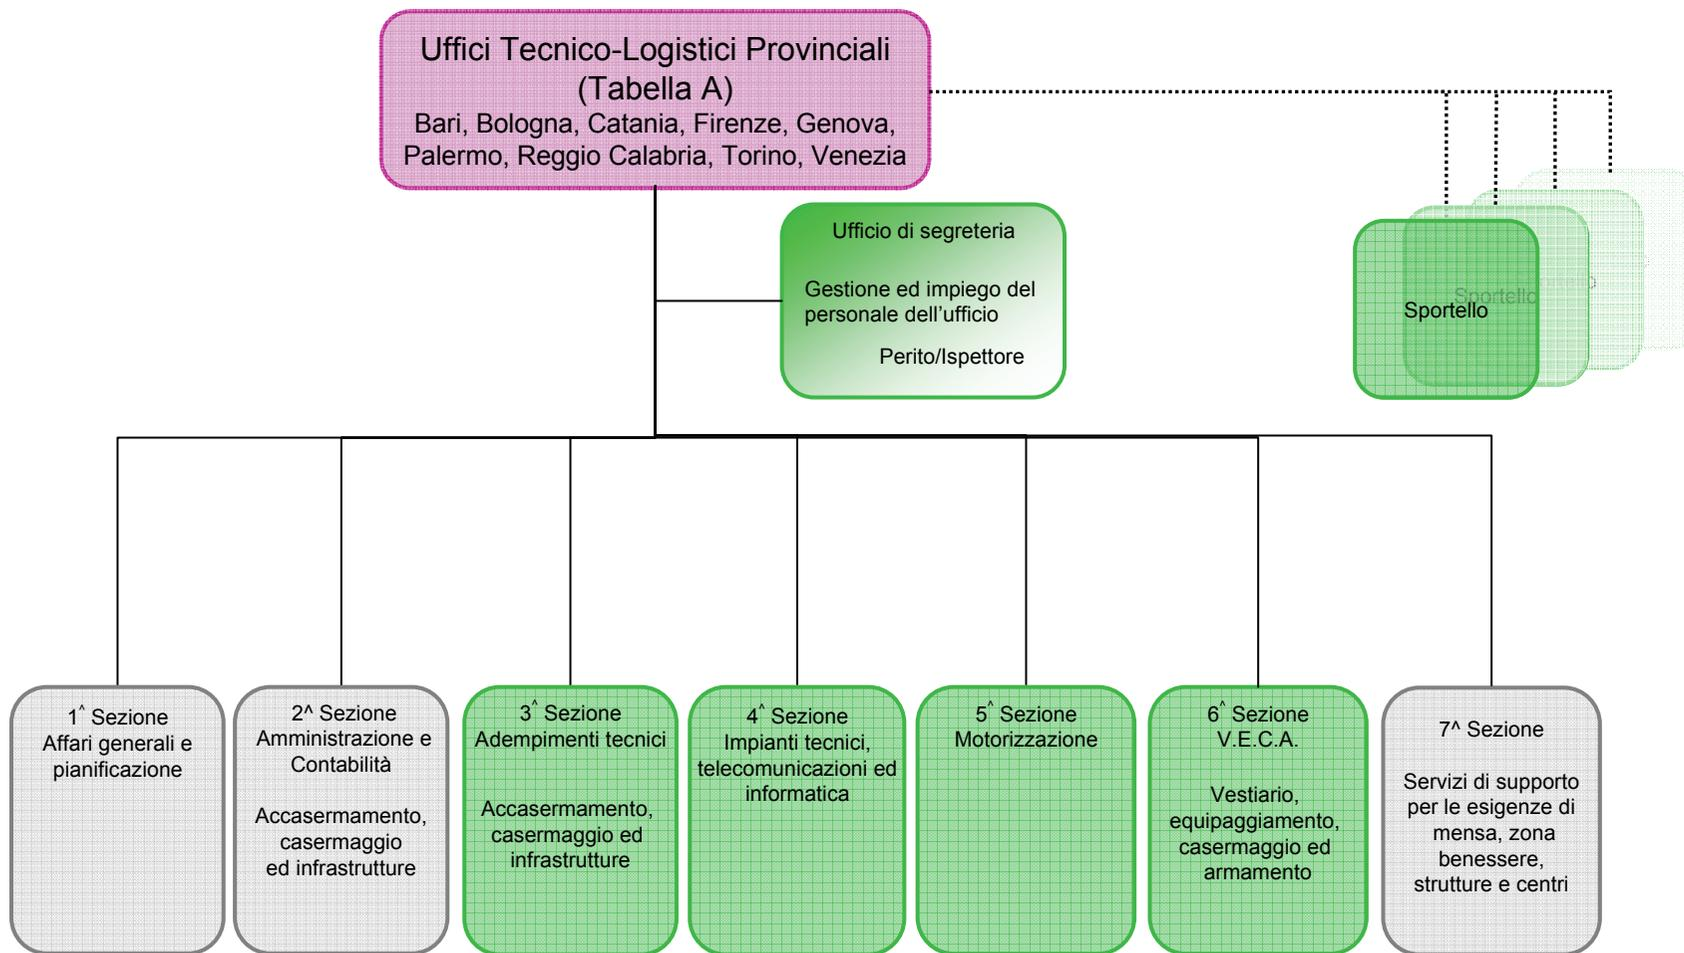 Uffici Tecnico-Logistici Provinciali
(Tabella A)
Bari, Bologna, Catania, Firenze, Genova,
Palermo, Reggio Calabria, Torino, Venezia
Ufficio di segreteria
Gestione ed impiego del
personale dell’ufficio
Perito/Ispettore
Sportello
Sportello
1^ Sezione
Affari generali e
pianificazione
2^ Sezione
Amministrazione e
Contabilità
Accasermamento,
casermaggio
ed infrastrutture
3^ Sezione
Adempimenti tecnici
Accasermamento,
casermaggio ed
infrastrutture
4^ Sezione
Impianti tecnici,
telecomunicazioni ed
informatica
5^ Sezione
Motorizzazione
6^ Sezione
V.E.C.A.
Vestiario,
equipaggiamento,
casermaggio ed
armamento
7^ Sezione
Servizi di supporto
per le esigenze di
mensa, zona
benessere,
strutture e centri